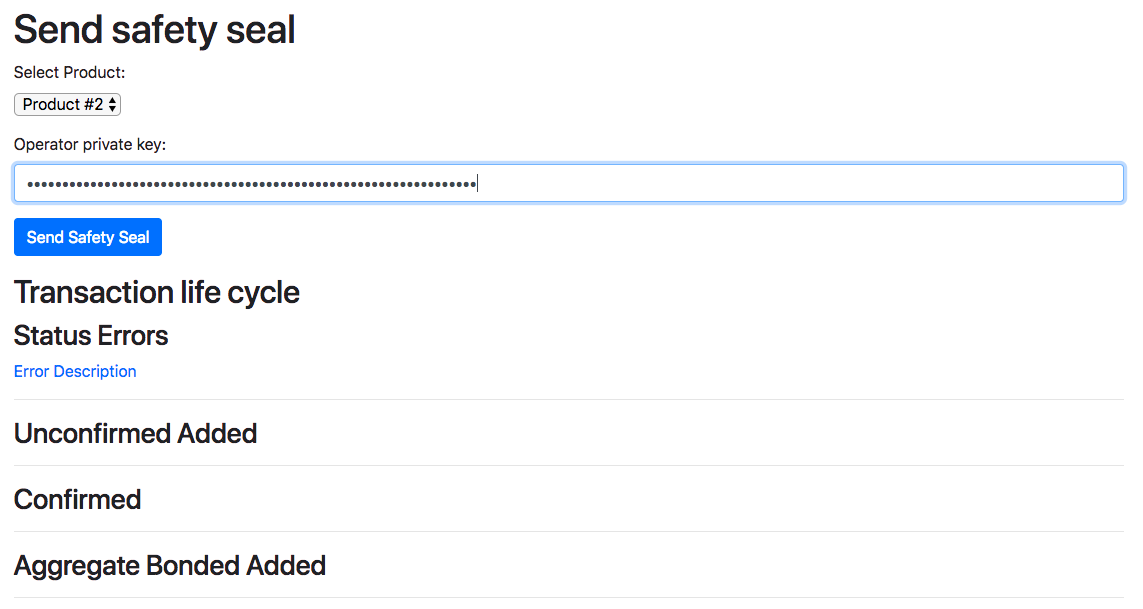 Send safety seal
Select Product:
Product #2
Operator private key:
••••••••••••••••••••••••••••••••••••••••••••••••••••••••••••••••
Send Safety Seal
Transaction life cycle
Status Errors
Error Description
Unconfirmed Added
Confirmed
Aggregate Bonded Added